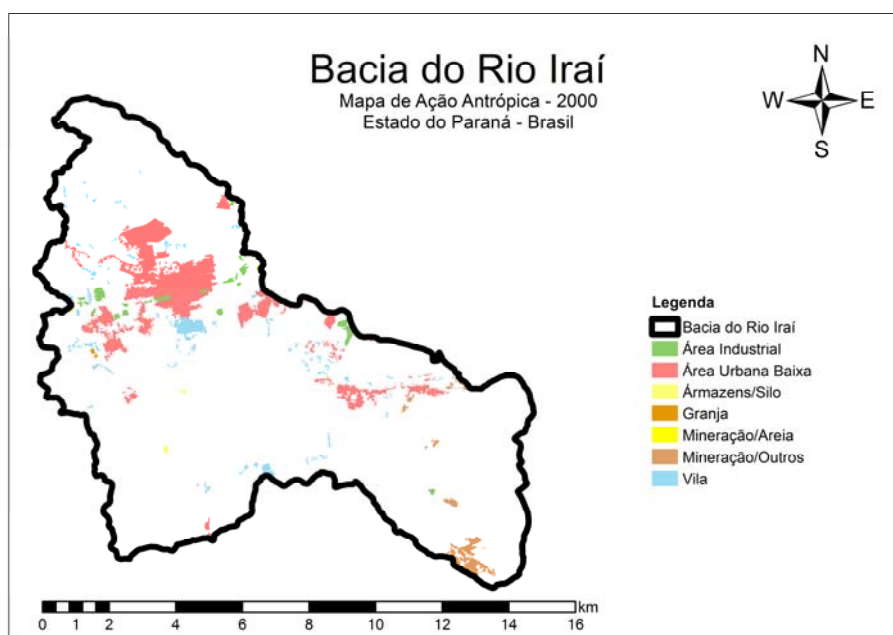 Bacia do Rio Iraí
Mapa de Ação Antrópica - 2000
Estado do Paraná - Brasil
N
W E
S
Legenda
Bacia do Rio Iraí
Área Industrial
Área Urbana Baixa
Ármazens/Silo
Granja
Mineração/Areia
Mineração/Outros
Vila
km
0 1 2 4 6 8 10 12 14 16